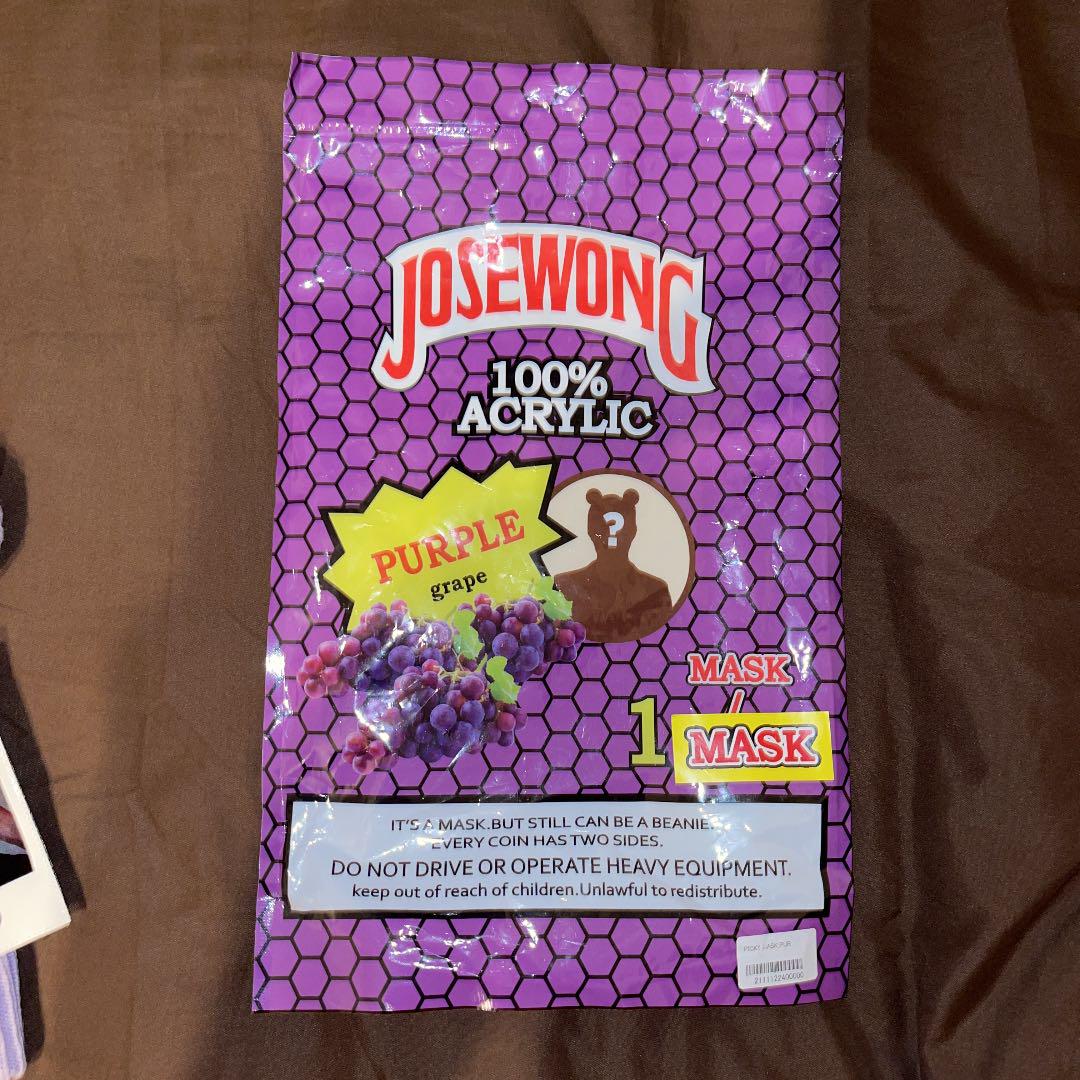 JOSEWONG
100%
ACRYLIC
PURPLE
grape
?
MASK
/
1 MASK
IT'S A MASK.BUT STILL CAN BE A BEANIE.
EVERY COIN HAS TWO SIDES.
DO NOT DRIVE OR OPERATE HEAVY EQUIPMENT.
keep out of reach of children.Unlawful to redistribute.
2111122400000